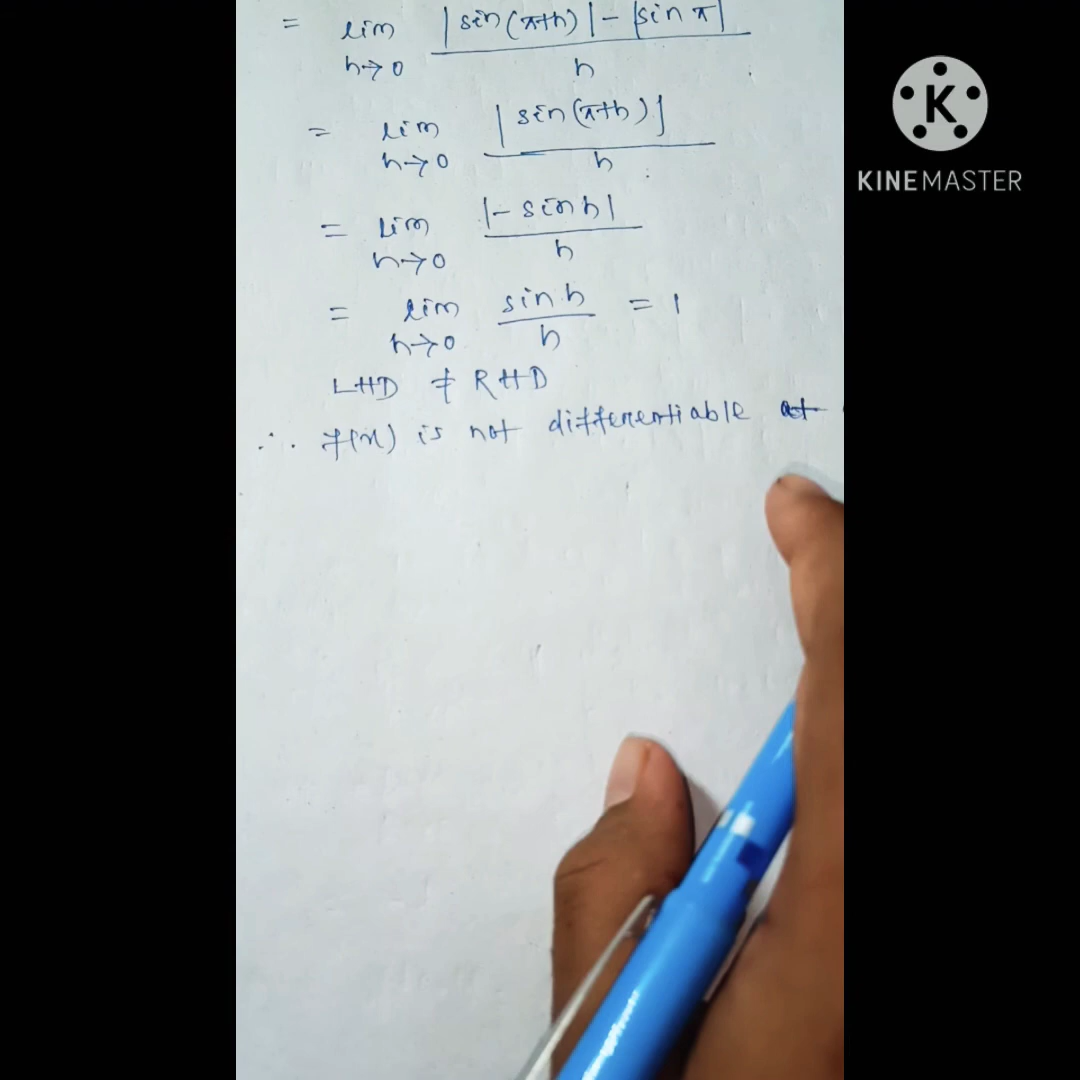 = lim |sin(π+h)| - |sin π|
h→0 h
= lim |sin(π+h)|
h→0 h
= lim |- sin h|
h→0 h
= lim sin h = 1
h→0 h
LHD ≠ RHD
∴ f(x) is not differentiable at
K
KINEMASTER